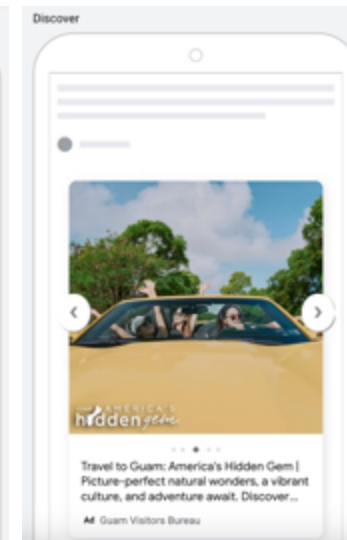 Discover
AMERICA'S
hidden gem
Travel to Guam: America's Hidden Gem |
Picture-perfect natural wonders, a vibrant
culture, and adventure await. Discover...
Ad Guam Visitors Bureau